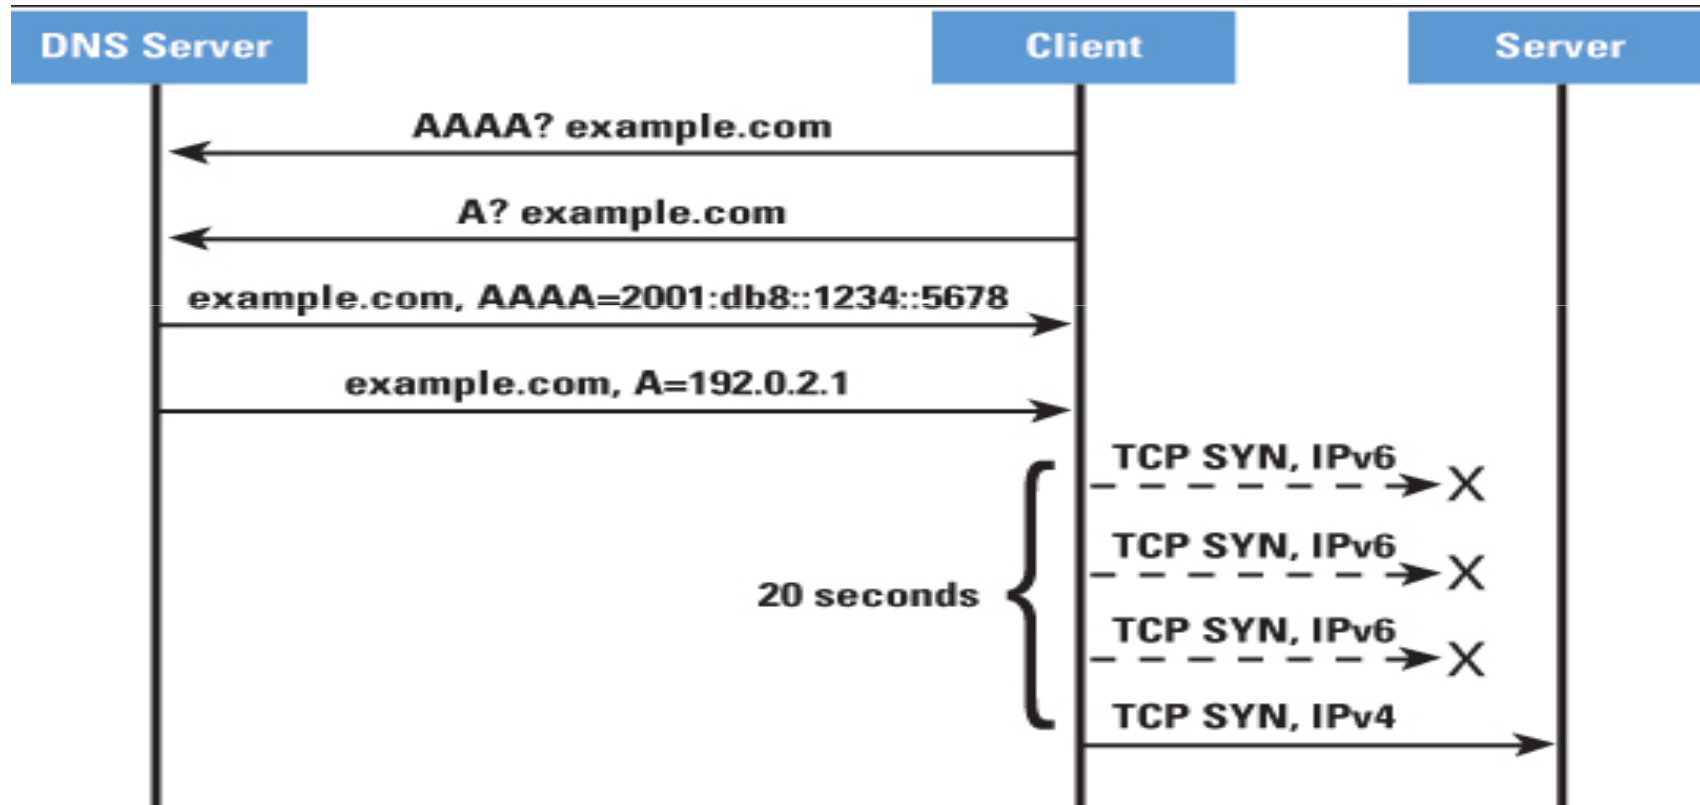 DNS Server
Client
Server
AAAA? example.com
A? example.com
example.com, AAAA=2001:db8::1234::5678
example.com, A=192.0.2.1
TCP SYN, IPv6
X
TCP SYN, IPv6
X
20 seconds
TCP SYN, IPv6
X
TCP SYN, IPv4